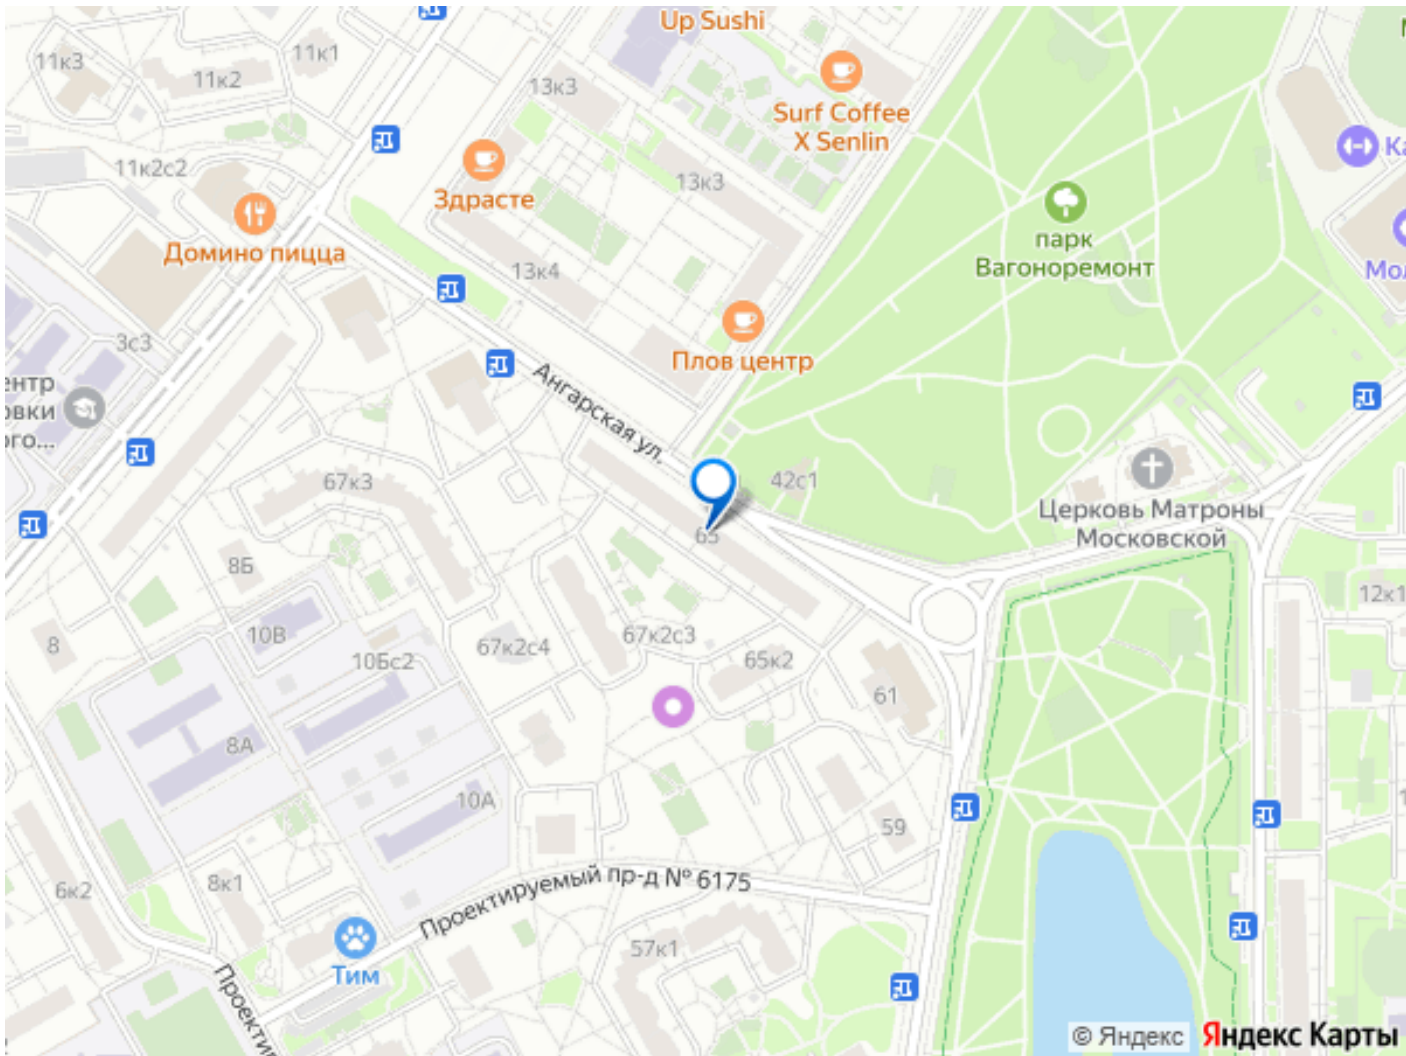 Up Sushi
11к3
11к1
11к2
13к3
Surf Coffee
X Senlin
11к2с2
Здрасте
13к3
парк
Вагоноремонт
Домино пицца
13к4
3с3
Плов центр
Ангарская ул.
67к3
42с1
Церковь Матроны
Московской
65
8Б
12к1
8
10В
10Бс2
67к2с4
67к2с3
65к2
61
8А
10А
59
6к2
8к1
Проектируемый пр-д № 6175
57к1
Тим
© Яндекс
Яндекс Карты